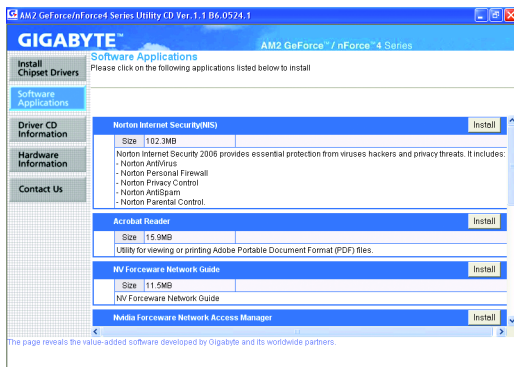 AM2 GeForce/nForce4 Series Utility CD Ver.1.1 B6.0524.1
GIGABYTE™
AM2 GeForce™/ nForce™4 Series
Install
Chipset Drivers
Software
Applications
Driver CD
Information
Hardware
Information
Contact Us
Software Applications
Please click on the following applications listed below to install
Norton Internet Security(NIS)
Install
Size 102.3MB
Norton Internet Security 2006 provides essential protection from viruses hackers and privacy threats. It includes:
- Norton AntiVirus
- Norton Personal Firewall
- Norton Privacy Control
- Norton AntiSpam
- Norton Parental Control.
Acrobat Reader
Install
Size 15.9MB
Utility for viewing or printing Adobe Portable Document Format (PDF) files.
NV Forceware Network Guide
Install
Size 11.5MB
NV Forceware Network Guide
Nvidia Forceware Network Access Manager
Install
The page reveals the value-added software developed by Gigabyte and its worldwide partners.